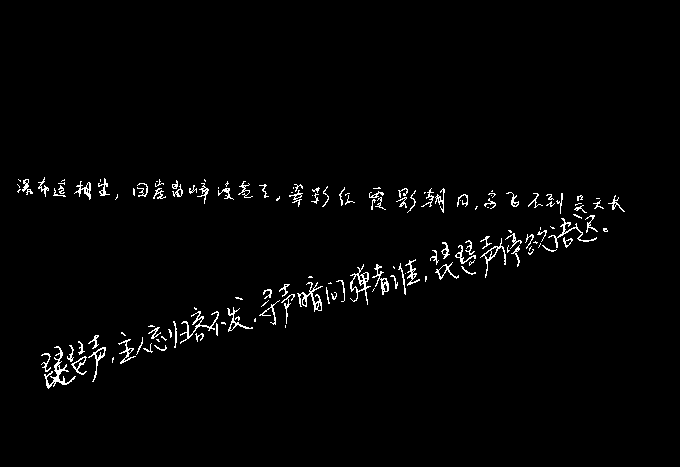 瀑布遥相望，回崖沓嶂凌苍苍。翠影红霞影朝日，鸟飞不到吴天长
琵琶声，主人忘归客不发，寻声暗问弹者谁，琵琶声停欲语迟。